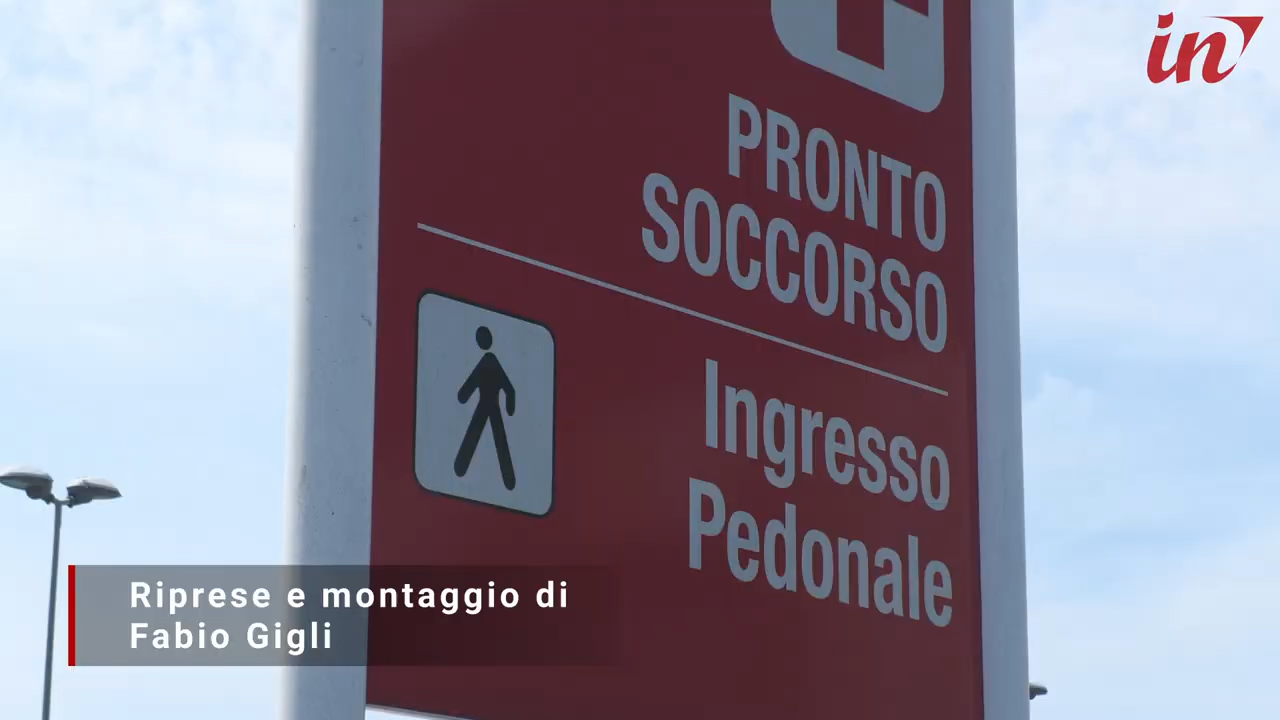 in
PRONTO
SOCCORSO
Ingresso
Pedonale
Riprese e montaggio di
Fabio Gigli